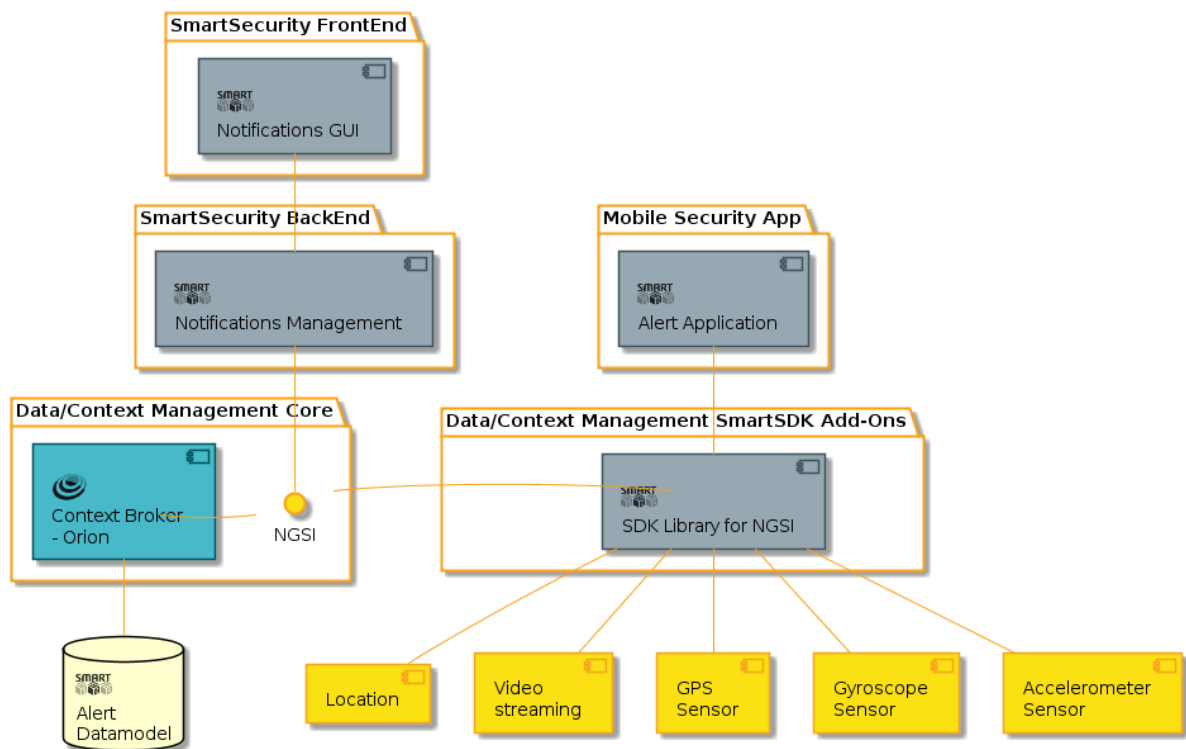 SmartSecurity FrontEnd
SMART
Notifications GUI
SmartSecurity BackEnd
SMART
Notifications Management
Mobile Security App
SMART
Alert Application
Data/Context Management Core
Context Broker
- Orion
NGSI
Data/Context Management SmartSDK Add-Ons
SMART
SDK Library for NGSI
SMART
Alert
Datamodel
Location
Video
streaming
GPS
Sensor
Gyroscope
Sensor
Accelerometer
Sensor